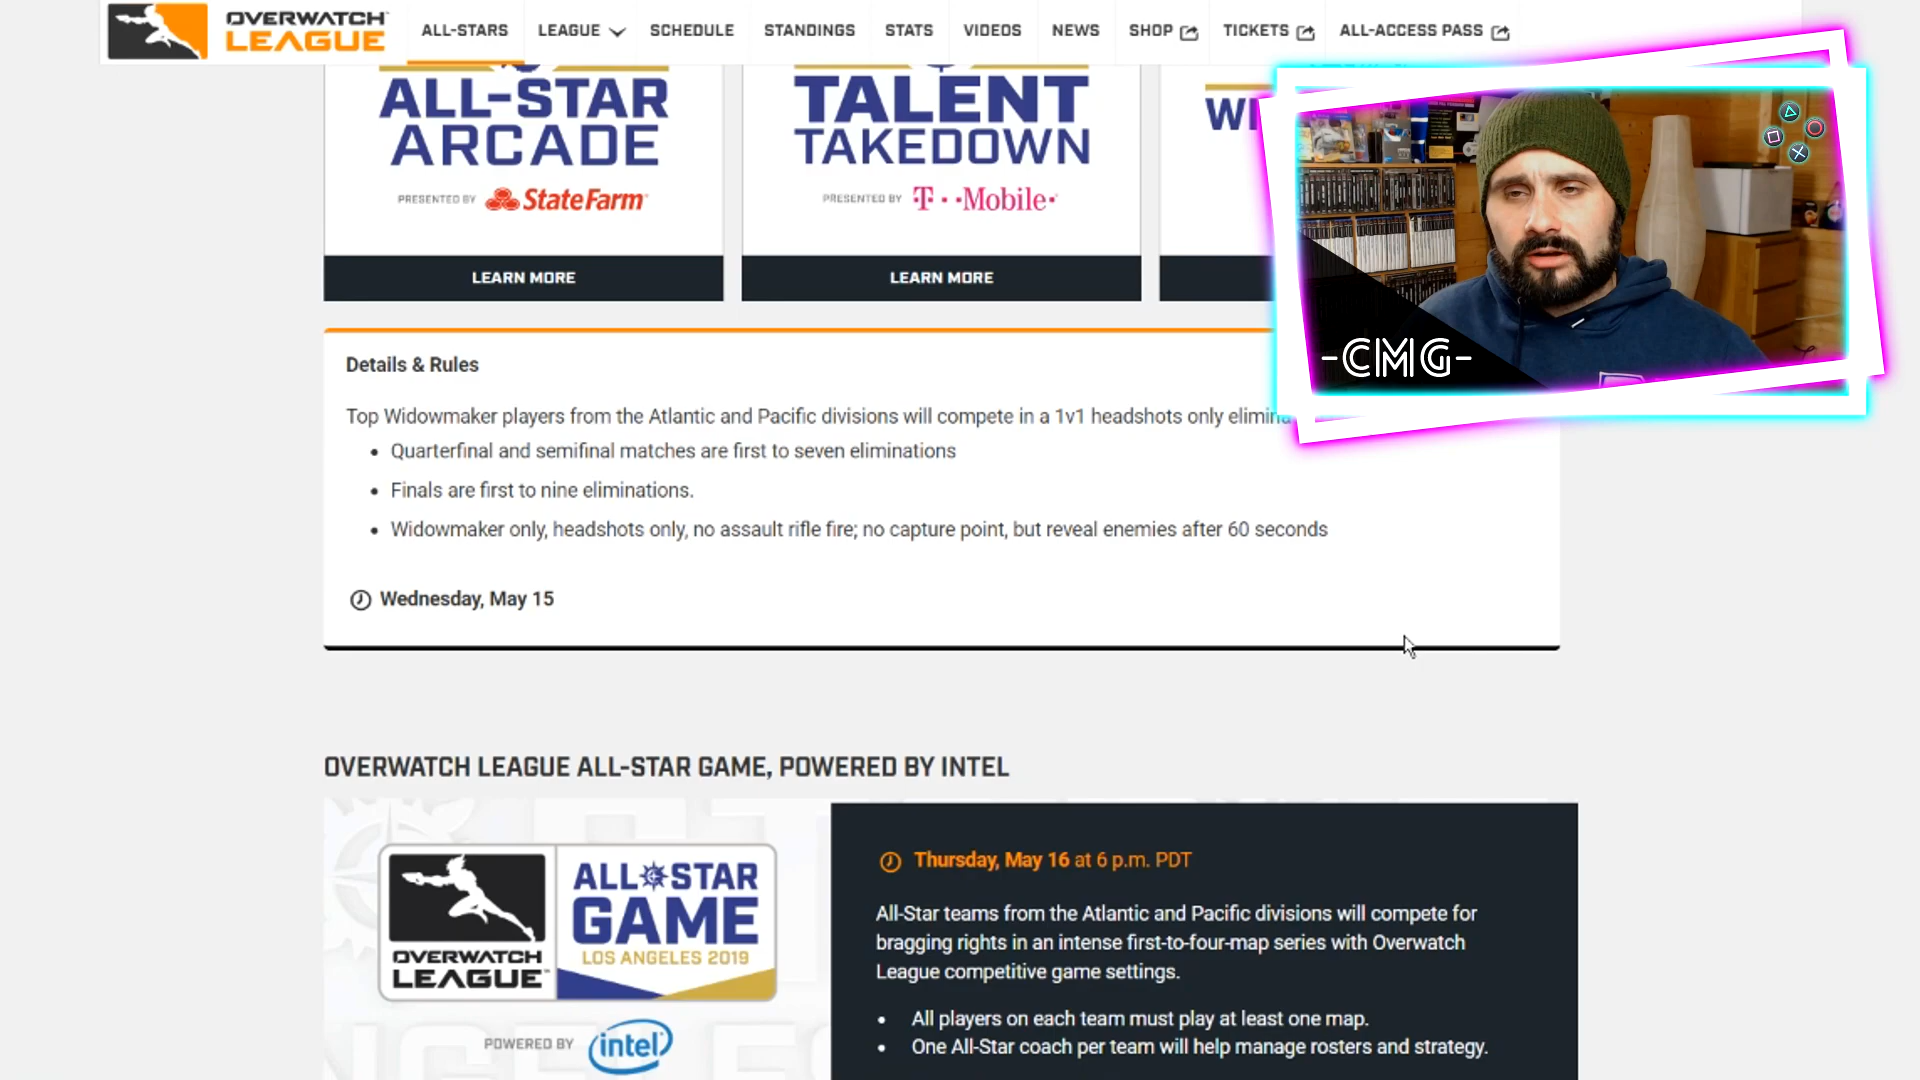 OVERWATCH
LEAGUE
ALL-STARS LEAGUE SCHEDULE STANDINGS STATS VIDEOS NEWS SHOP TICKETS ALL-ACCESS PASS
ALL-STAR
ARCADE
PRESENTED BY StateFarm
LEARN MORE
TALENT
TAKEDOWN
PRESENTED BY T-Mobile
LEARN MORE
-CMG-
Details & Rules
Top Widowmaker players from the Atlantic and Pacific divisions will compete in a 1v1 headshots only
• Quarterfinal and semifinal matches are first to seven eliminations
• Finals are first to nine eliminations.
• Widowmaker only, headshots only, no assault rifle fire; no capture point, but reveal enemies after 60 seconds
Wednesday, May 15
OVERWATCH LEAGUE ALL-STAR GAME, POWERED BY INTEL
OVERWATCH
LEAGUE
ALL-STAR
GAME
LOS ANGELES 2019
POWERED BY intel
Thursday, May 16 at 6 p.m. PDT
All-Star teams from the Atlantic and Pacific divisions will compete for
bragging rights in an intense first-to-four-map series with Overwatch
League competitive game settings.
• All players on each team must play at least one map.
• One All-Star coach per team will help manage rosters and strategy.